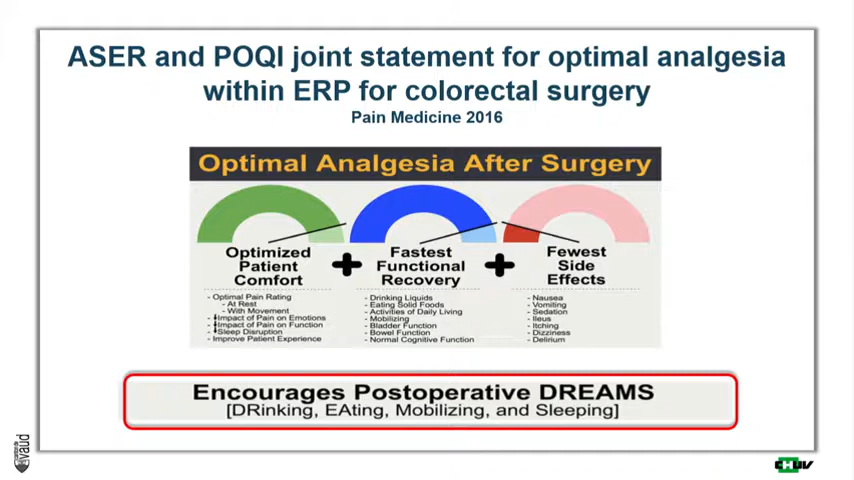 ASER and POQI joint statement for optimal analgesia
within ERP for colorectal surgery
Pain Medicine 2016
Optimal Analgesia After Surgery
Optimized
Patient
Comfort
- Optimal Pain Rating
- At Rest
- With Movement
- ↓Impact of Pain on Emotions
- ↓Impact of Pain on Function
- ↓Sleep Disruption
- Improve Patient Experience
+
Fastest
Functional
Recovery
- Drinking Liquids
- Eating Solid Foods
- Activities of Daily Living
- Mobilizing
- Bladder Function
- Bowel Function
- Normal Cognitive Function
+
Fewest
Side
Effects
- Nausea
- Vomiting
- Sedation
- Ileus
- Itching
- Dizziness
- Delirium
Encourages Postoperative DREAMS
[DRinking, EAting, Mobilizing, and Sleeping]
vaud
CHUV